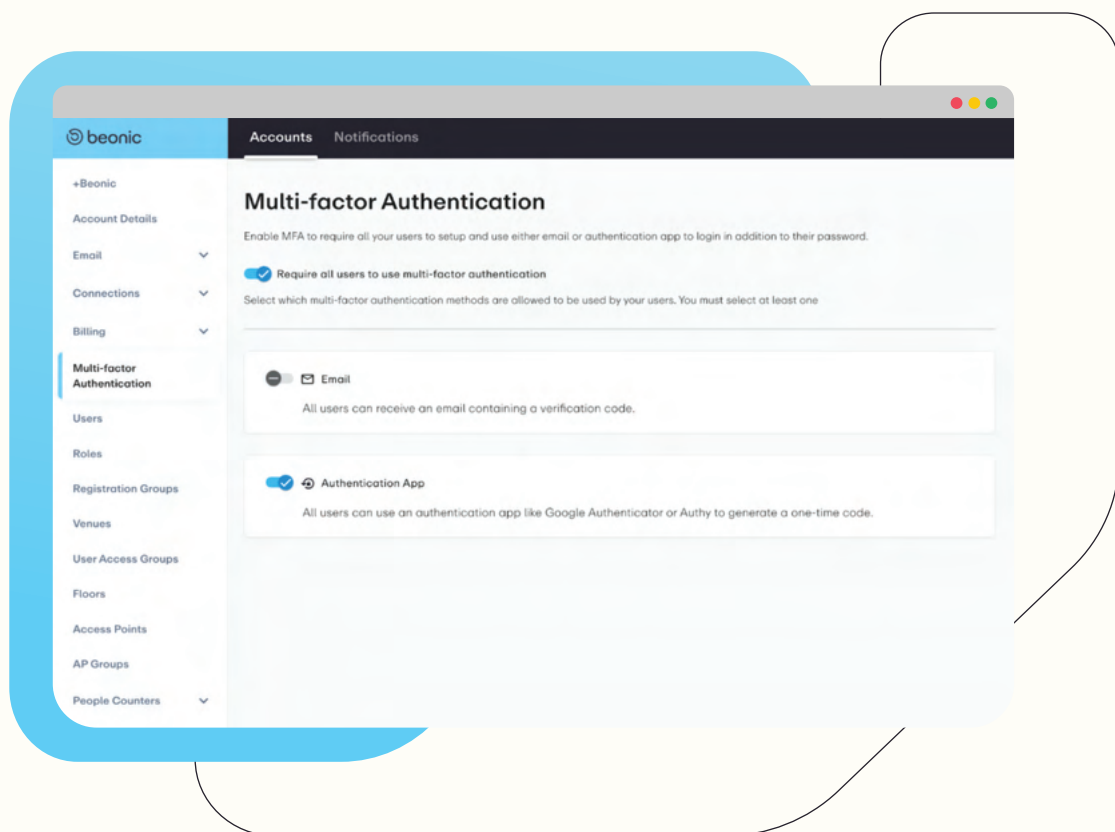 beonic
Accounts Notifications
+Beonic
Account Details
Email
Connections
Billing
Multi-factor
Authentication
Users
Roles
Registration Groups
Venues
User Access Groups
Floors
Access Points
AP Groups
People Counters
Multi-factor Authentication
Enable MFA to require all your users to setup and use either email or authentication app to login in addition to their password.
Require all users to use multi-factor authentication
Select which multi-factor authentication methods are allowed to be used by your users. You must select at least one
Email
All users can receive an email containing a verification code.
Authentication App
All users can use an authentication app like Google Authenticator or Authy to generate a one-time code.